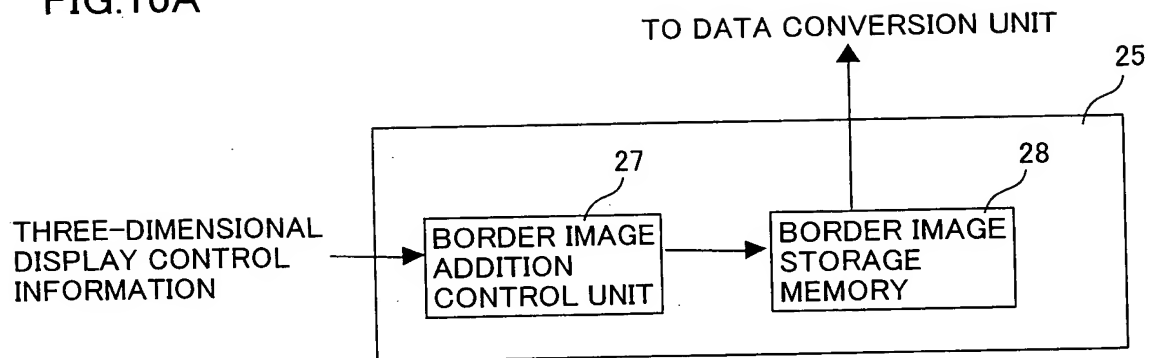 FIG.10A
TO DATA CONVERSION UNIT
25
27
28
THREE-DIMENSIONAL
DISPLAY CONTROL
INFORMATION
BORDER IMAGE
ADDITION
CONTROL UNIT
BORDER IMAGE
STORAGE
MEMORY